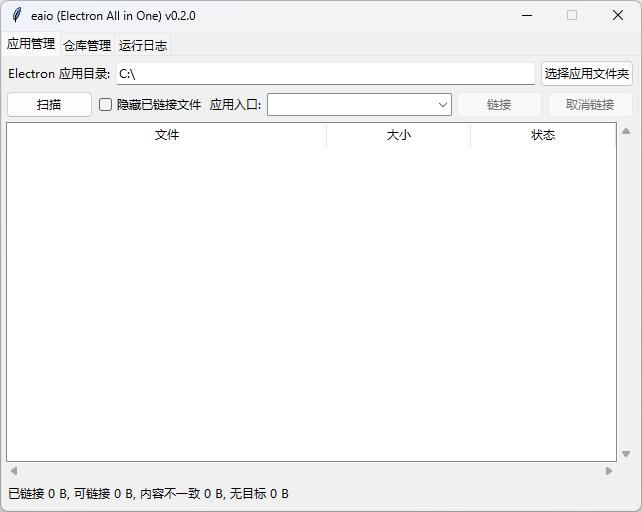 eaio (Electron All in One) v0.2.0
应用管理 仓库管理 运行日志
Electron 应用目录: C:\ 选择应用文件夹
扫描 隐藏已链接文件 应用入口: 链接 取消链接
文件 大小 状态
已链接 0 B, 可链接 0 B, 内容不一致 0 B, 无目标 0 B